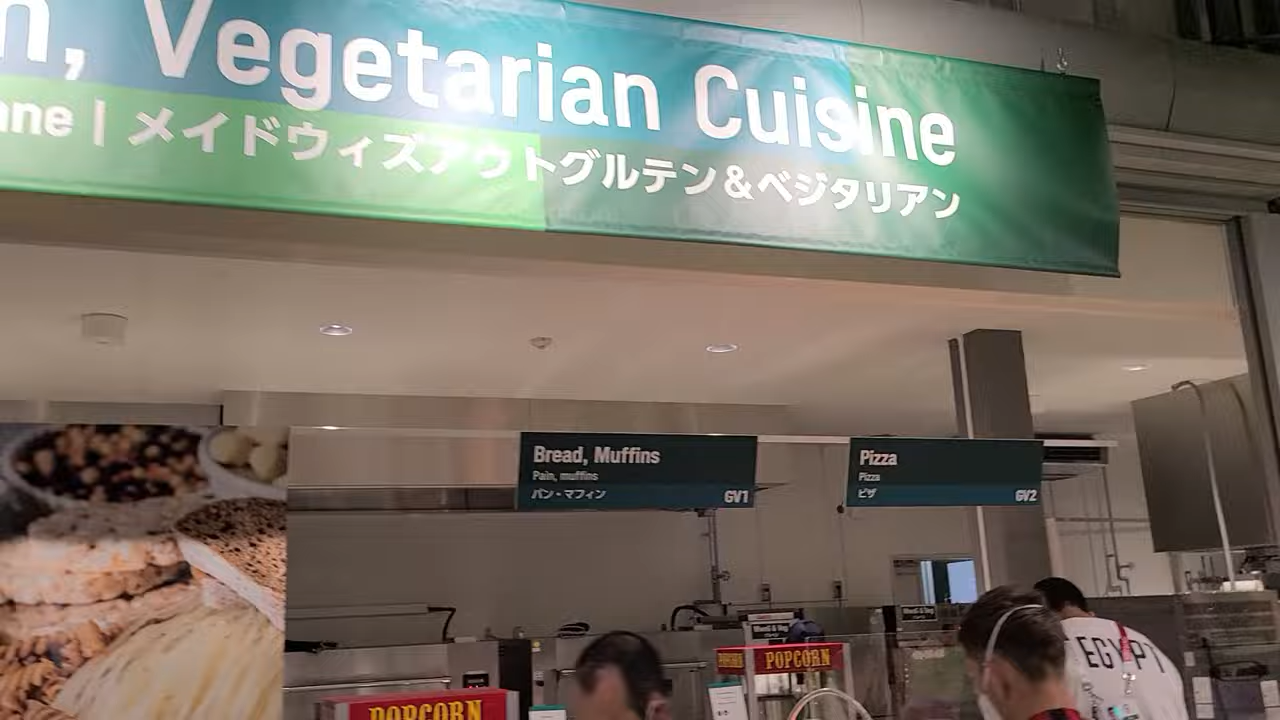 n, Vegetarian Cuisine
nne | メイドウィズアウトグルテン&ベジタリアン
Bread, Muffins
Pain, muffins
パン・マフィン
GV1
Pizza
Pizza
ピザ
GV2
POPCORN
POPCORN
POPCORN
EGYPT